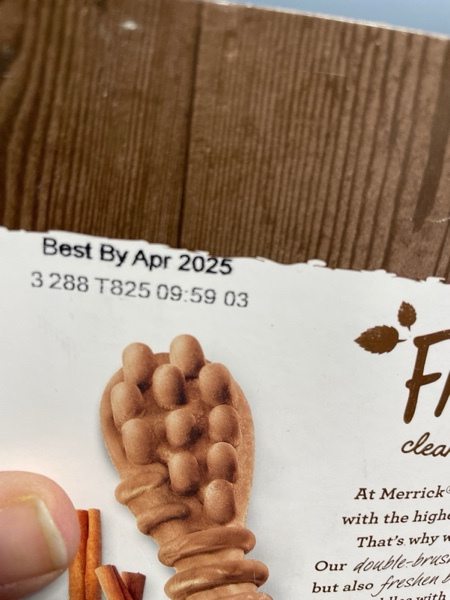 Best By Apr 2025
3 288 T825 09:59 03
At Merrick®
with the highe
That's why w
Our double-brush
but also freshen b